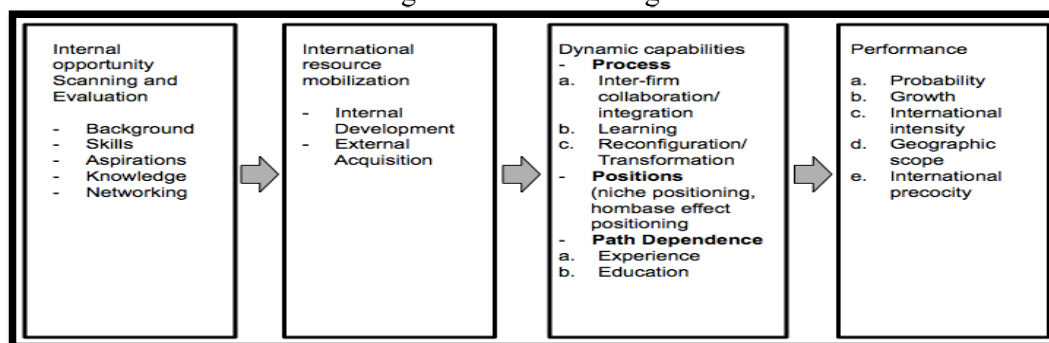 Internal
opportunity
Scanning and
Evaluation
- Background
- Skills
- Aspirations
- Knowledge
- Networking
International
resource
mobilization
- Internal
Development
- External
Acquisition
Dynamic capabilities
- Process
a. Inter-firm
collaboration/
integration
b. Learning
c. Reconfiguration/
Transformation
- Positions
(niche positioning,
hombase effect
positioning
- Path Dependence
a. Experience
b. Education
Performance
a. Probability
b. Growth
c. International
intensity
d. Geographic
scope
e. International
precocity